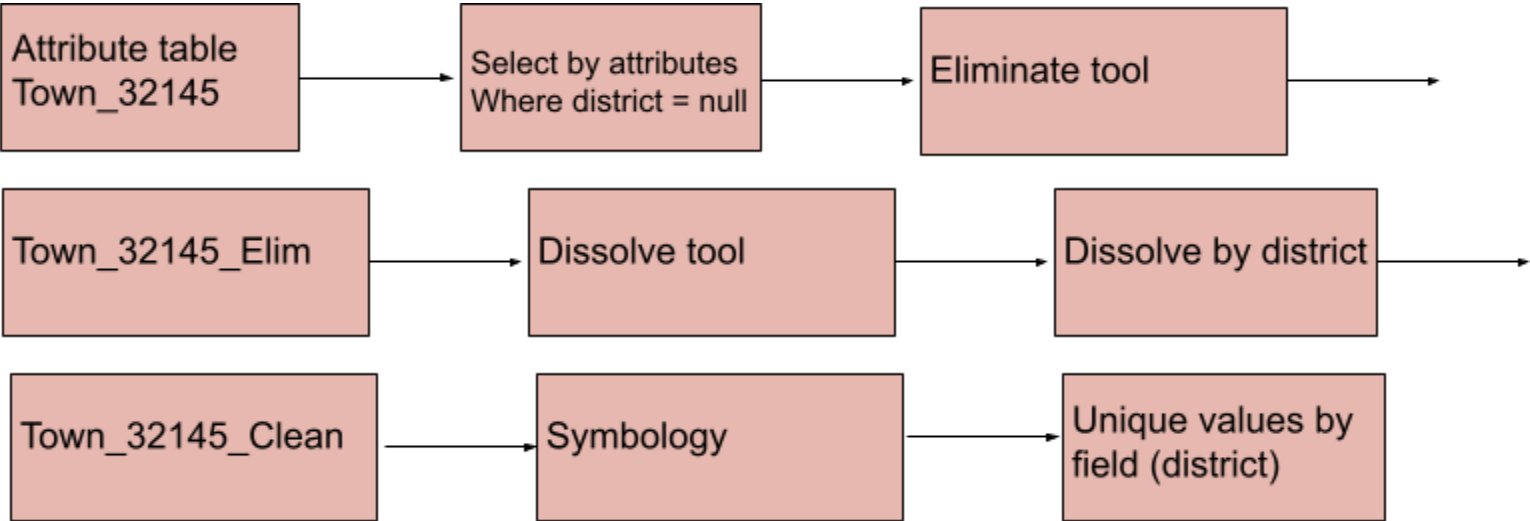 Attribute table
Town_32145
Select by attributes
Where district = null
Eliminate tool
Town_32145_Elim
Dissolve tool
Dissolve by district
Town_32145_Clean
Symbology
Unique values by
field (district)